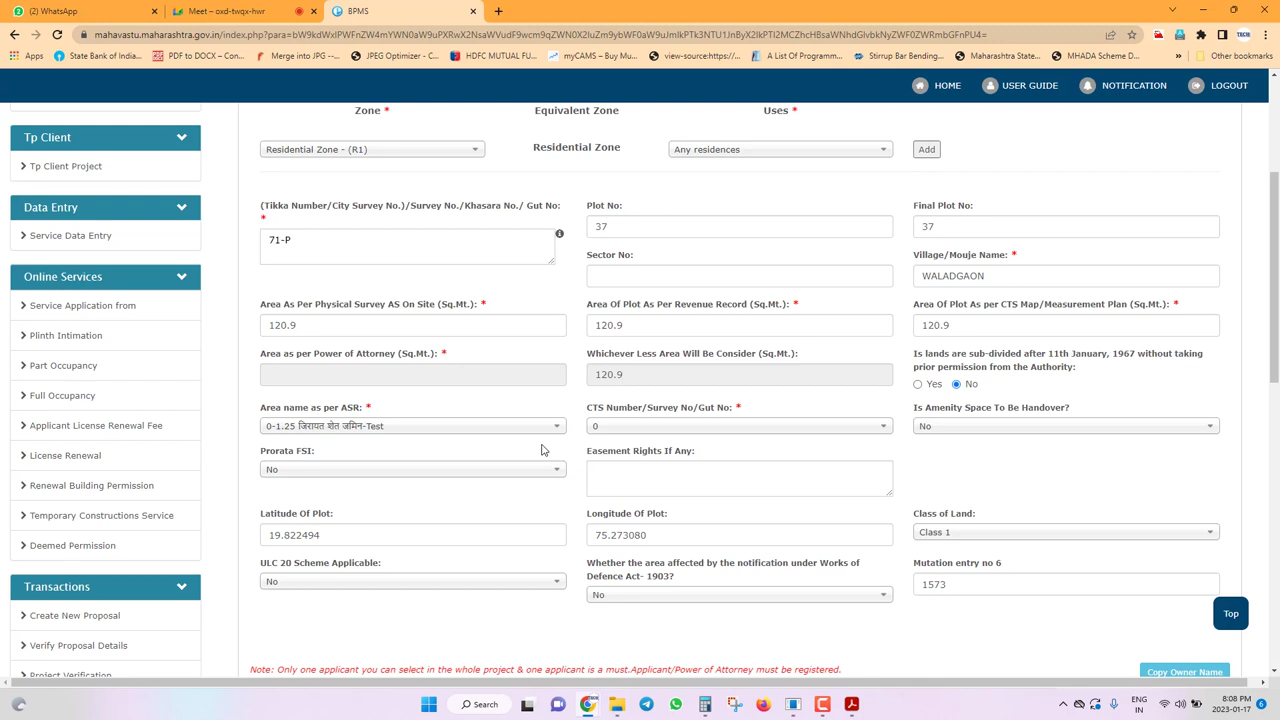 WhatsApp
Meet – oxd-twqx-hwr
BPMS
mahavastu.maharashtra.gov.in/index.php?
Apps
State Bank of India
PDF to DOCX – Con...
Merge into JPG --...
JPEG Optimizer - C...
HDFC MUTUAL FU...
myCAMS – Buy Mu...
view-source:https:/...
A List Of Programm...
Stirrup Bar Bending...
Maharashtra State...
MHADA Scheme D...
»
HOME
USER GUIDE
NOTIFICATION
LOGOUT
Tp Client
Tp Client Project
Data Entry
Service Data Entry
Online Services
Service Application from
Plinth Intimation
Part Occupancy
Full Occupancy
Applicant License Renewal Fee
License Renewal
Renewal Building Permission
Temporary Constructions Service
Deemed Permission
Transactions
Create New Proposal
Verify Proposal Details
Project Verification
Zone *
Equivalent Zone
Uses *
Residential Zone - (R1)
Residential Zone
Any residences
Add
(Tikka Number/City Survey No.)/Survey No./Khasara No./ Gut No:
*
Plot No:
Final Plot No:
71-P
37
37
Sector No:
Village/Mouje Name: *
WALADGAON
Area As Per Physical Survey AS On Site (Sq.Mt.): *
Area Of Plot As Per Revenue Record (Sq.Mt.): *
Area Of Plot As per CTS Map/Measurement Plan (Sq.Mt.): *
120.9
120.9
120.9
Area as per Power of Attorney (Sq.Mt.): *
Whichever Less Area Will Be Consider (Sq.Mt.):
Is lands are sub-divided after 11th January, 1967 without taking
prior permission from the Authority:
120.9
Yes
No
Area name as per ASR: *
CTS Number/Survey No/Gut No: *
Is Amenity Space To Be Handover?
0-1.25 जिरायत शेत जमिन-Test
0
No
Prorata FSI:
Easement Rights If Any:
No
Latitude Of Plot:
Longitude Of Plot:
Class of Land:
19.822494
75.273080
Class 1
ULC 20 Scheme Applicable:
Whether the area affected by the notification under Works of
Defence Act- 1903?
Mutation entry no 6
No
No
1573
Top
Note: Only one applicant you can select in the whole project & one applicant is a must.Applicant/Power of Attorney must be registered.
Copy Owner Name
Search
ENG
IN
8:08 PM
2023-01-17